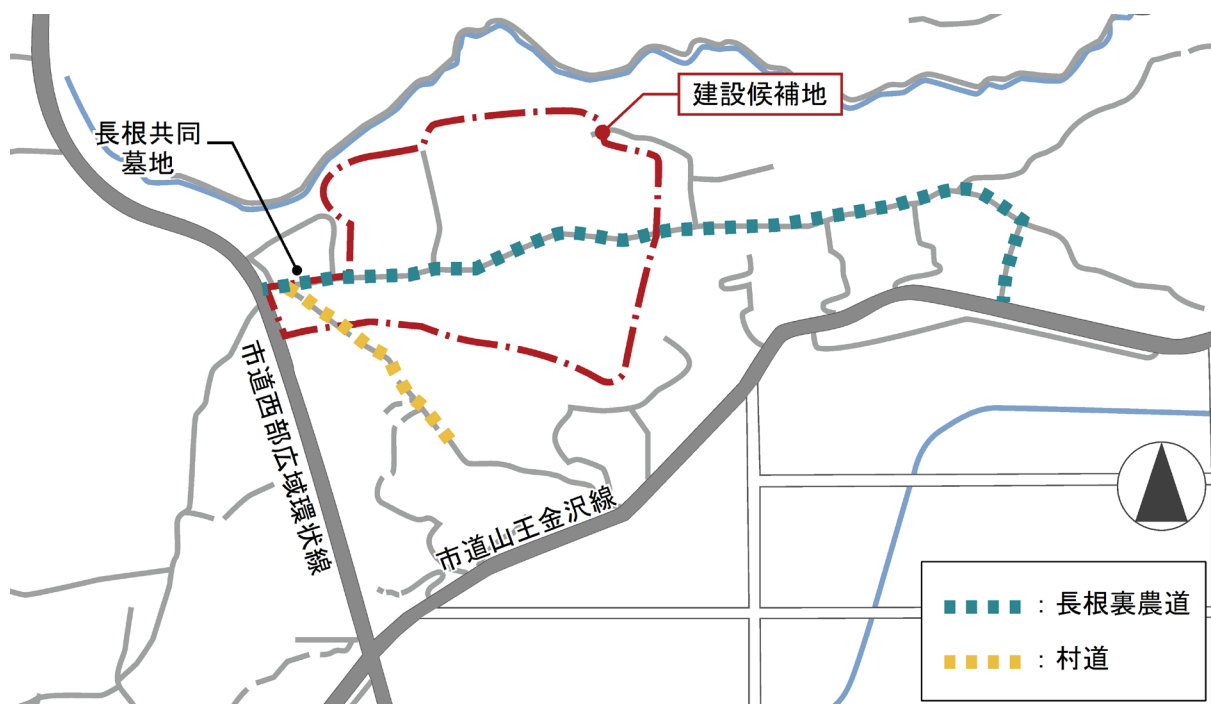 建設候補地
長根共同
墓地
市道西部広域環状線
市道山王金沢線
：長根裏農道
：村道